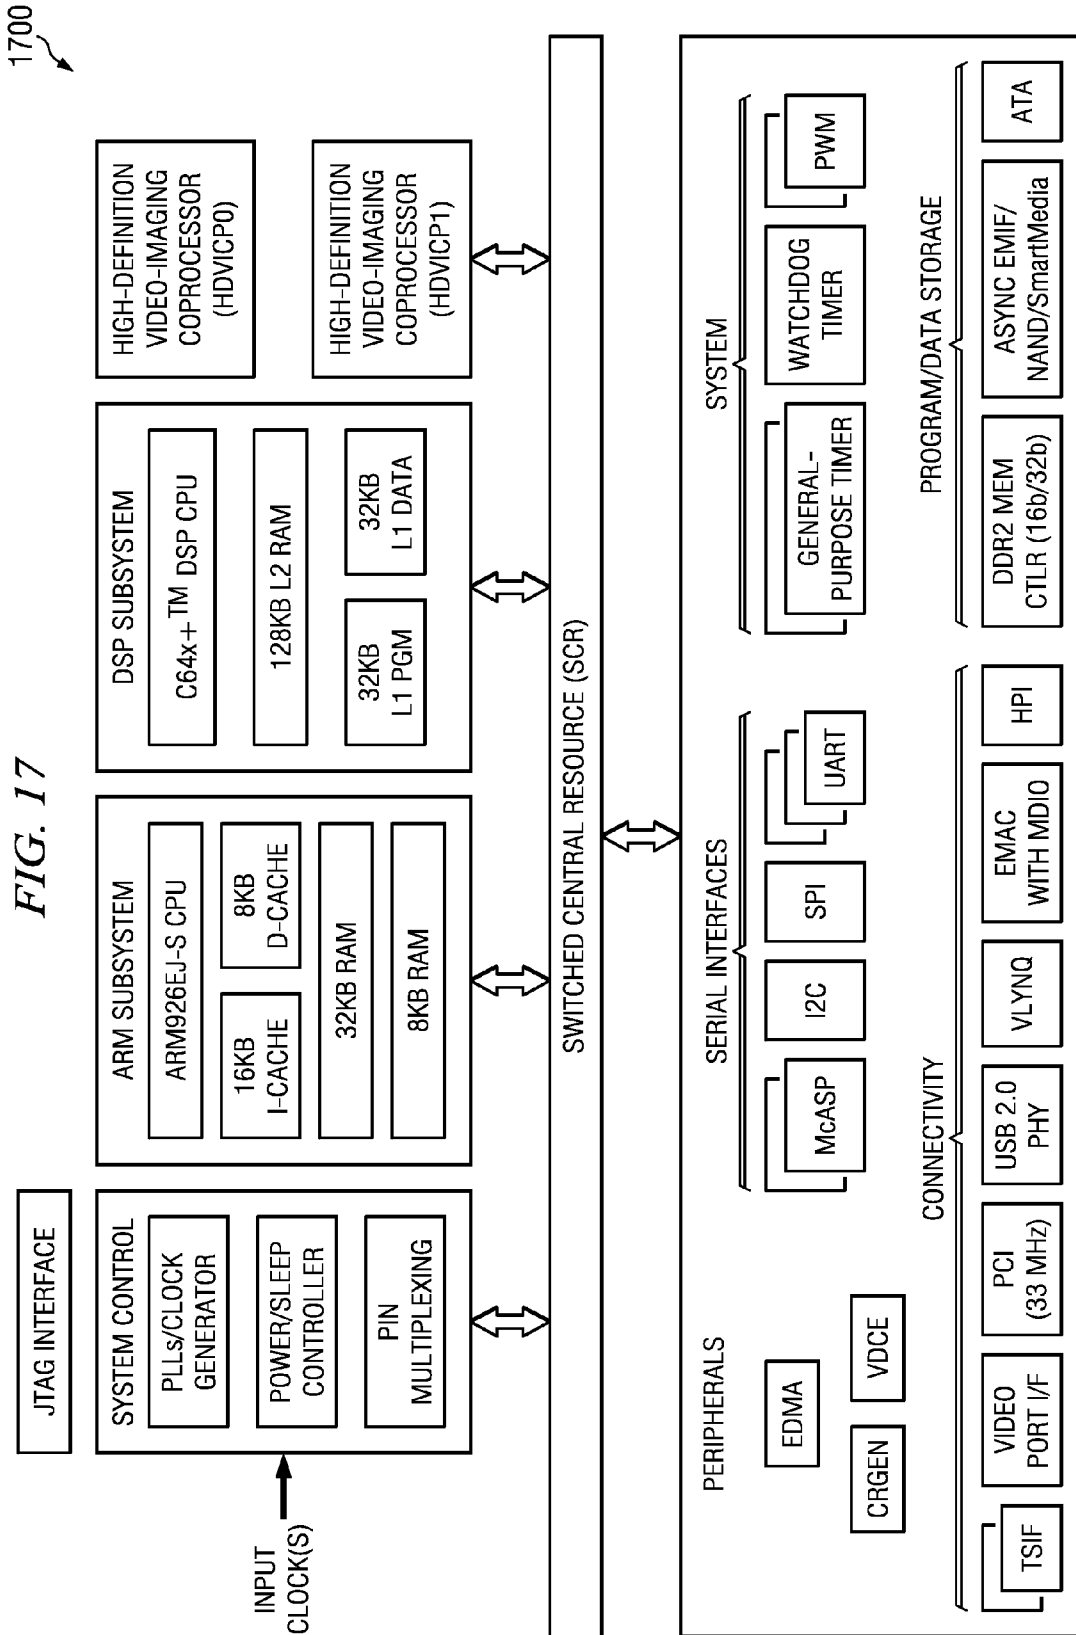 FIG. 17
1700
JTAG INTERFACE
INPUT
CLOCK(S)
SYSTEM CONTROL
PLLs/CLOCK
GENERATOR
POWER/SLEEP
CONTROLLER
PIN
MULTIPLEXING
ARM SUBSYSTEM
ARM926EJ-S CPU
16KB
I-CACHE
8KB
D-CACHE
32KB RAM
8KB RAM
DSP SUBSYSTEM
C64x+™ DSP CPU
128KB L2 RAM
32KB
L1 PGM
32KB
L1 DATA
HIGH-DEFINITION
VIDEO-IMAGING
COPROCESSOR
(HDVICP0)
HIGH-DEFINITION
VIDEO-IMAGING
COPROCESSOR
(HDVICP1)
SWITCHED CENTRAL RESOURCE (SCR)
PERIPHERALS
EDMA
CRGEN
VDCE
SERIAL INTERFACES
McASP
I2C
SPI
UART
SYSTEM
GENERAL-
PURPOSE TIMER
WATCHDOG
TIMER
PWM
CONNECTIVITY
TSIF
VIDEO
PORT I/F
PCI
(33 MHz)
USB 2.0
PHY
VLYNQ
EMAC
WITH MDIO
HPI
PROGRAM/DATA STORAGE
DDR2 MEM
CTLR (16b/32b)
ASYNC EMIF/
NAND/SmartMedia
ATA